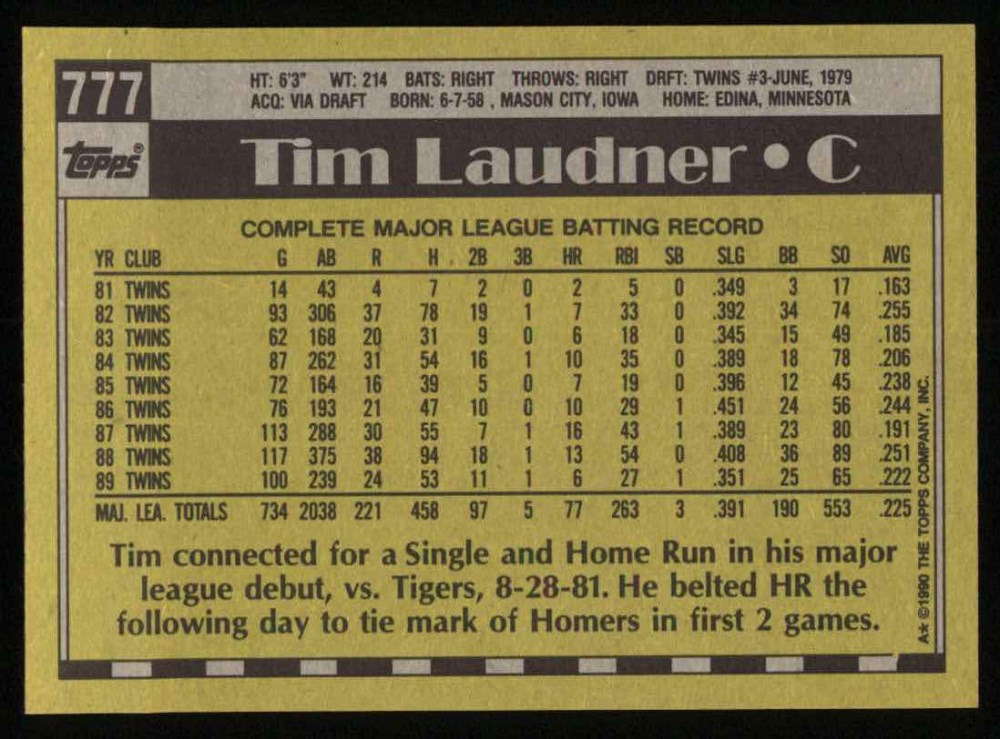 777
HT: 6'3" WT: 214 BATS: RIGHT THROWS: RIGHT DRFT: TWINS #3-JUNE, 1979
ACQ: VIA DRAFT BORN: 6-7-58 , MASON CITY, IOWA HOME: EDINA, MINNESOTA
topps®
Tim Laudner • C
COMPLETE MAJOR LEAGUE BATTING RECORD
YR CLUB G AB R H 2B 3B HR RBI SB SLG BB SO AVG
81 TWINS 14 43 4 7 2 0 2 5 0 .349 3 17 .163
82 TWINS 93 306 37 78 19 1 7 33 0 .392 34 74 .255
83 TWINS 62 168 20 31 9 0 6 18 0 .345 15 49 .185
84 TWINS 87 262 31 54 16 1 10 35 0 .389 18 78 .206
85 TWINS 72 164 16 39 5 0 7 19 0 .396 12 45 .238
86 TWINS 76 193 21 47 10 0 10 29 1 .451 24 56 .244
87 TWINS 113 288 30 55 7 1 16 43 1 .389 23 80 .191
88 TWINS 117 375 38 94 18 1 13 54 0 .408 36 89 .251
89 TWINS 100 239 24 53 11 1 6 27 1 .351 25 65 .222
MAJ. LEA. TOTALS 734 2038 221 458 97 5 77 263 3 .391 190 553 .225
Tim connected for a Single and Home Run in his major
league debut, vs. Tigers, 8-28-81. He belted HR the
following day to tie mark of Homers in first 2 games.
A* ©1990 THE TOPPS COMPANY, INC.